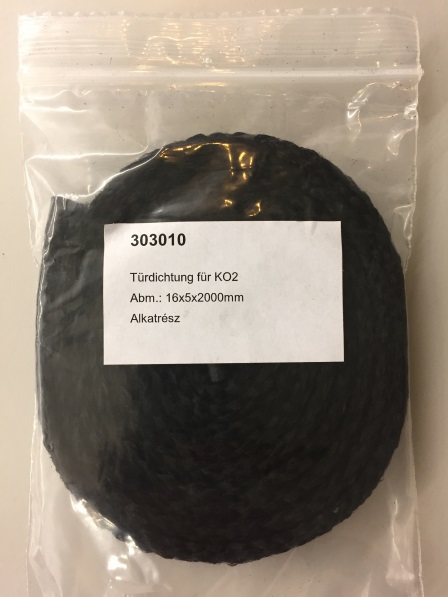 303010
Türdichtung für KO2
Abm.: 16x5x2000mm
Alkatrész